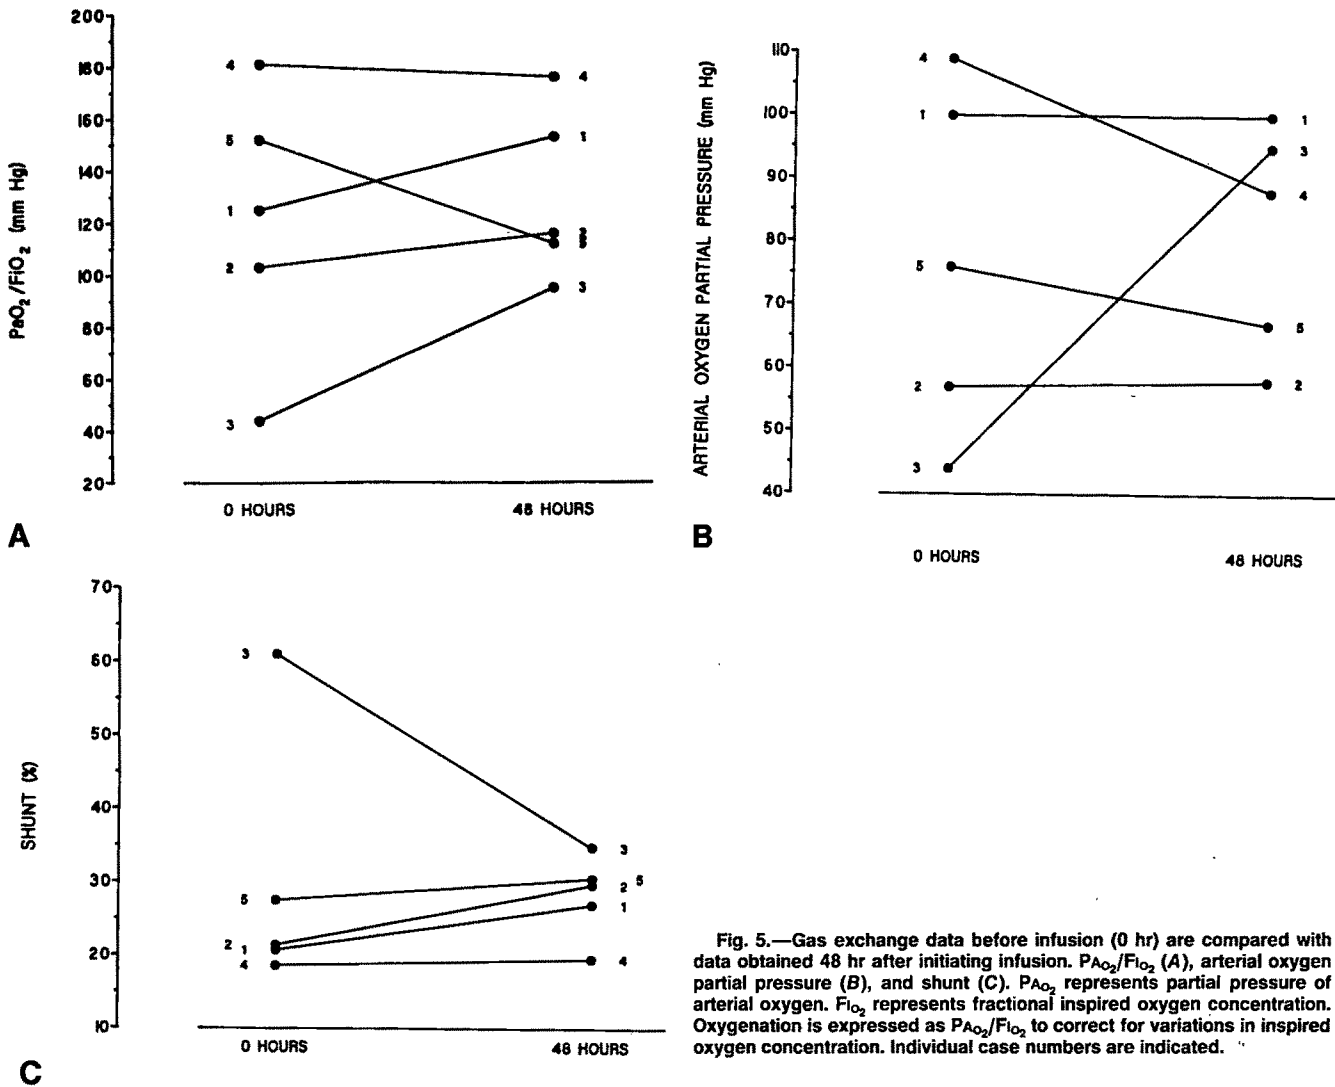 200
180
160
140
120
100
80
60
40
20
PaO₂/FiO₂ (mm Hg)
4
5
1
2
3
4
1
3
0 HOURS
48 HOURS
A
110
100
90
80
70
60
50
40
ARTERIAL OXYGEN PARTIAL PRESSURE (mm Hg)
4
1
5
2
3
1
3
4
5
2
0 HOURS
48 HOURS
B
70
60
50
40
30
20
10
SHUNT (%)
3
5
2
1
4
3
5
2
1
4
0 HOURS
48 HOURS
C
Fig. 5.—Gas exchange data before infusion (0 hr) are compared with
data obtained 48 hr after initiating infusion. PAO₂/FIO₂ (A), arterial oxygen
partial pressure (B), and shunt (C). PAO₂ represents partial pressure of
arterial oxygen. FIO₂ represents fractional inspired oxygen concentration.
Oxygenation is expressed as PAO₂/FIO₂ to correct for variations in inspired
oxygen concentration. Individual case numbers are indicated.